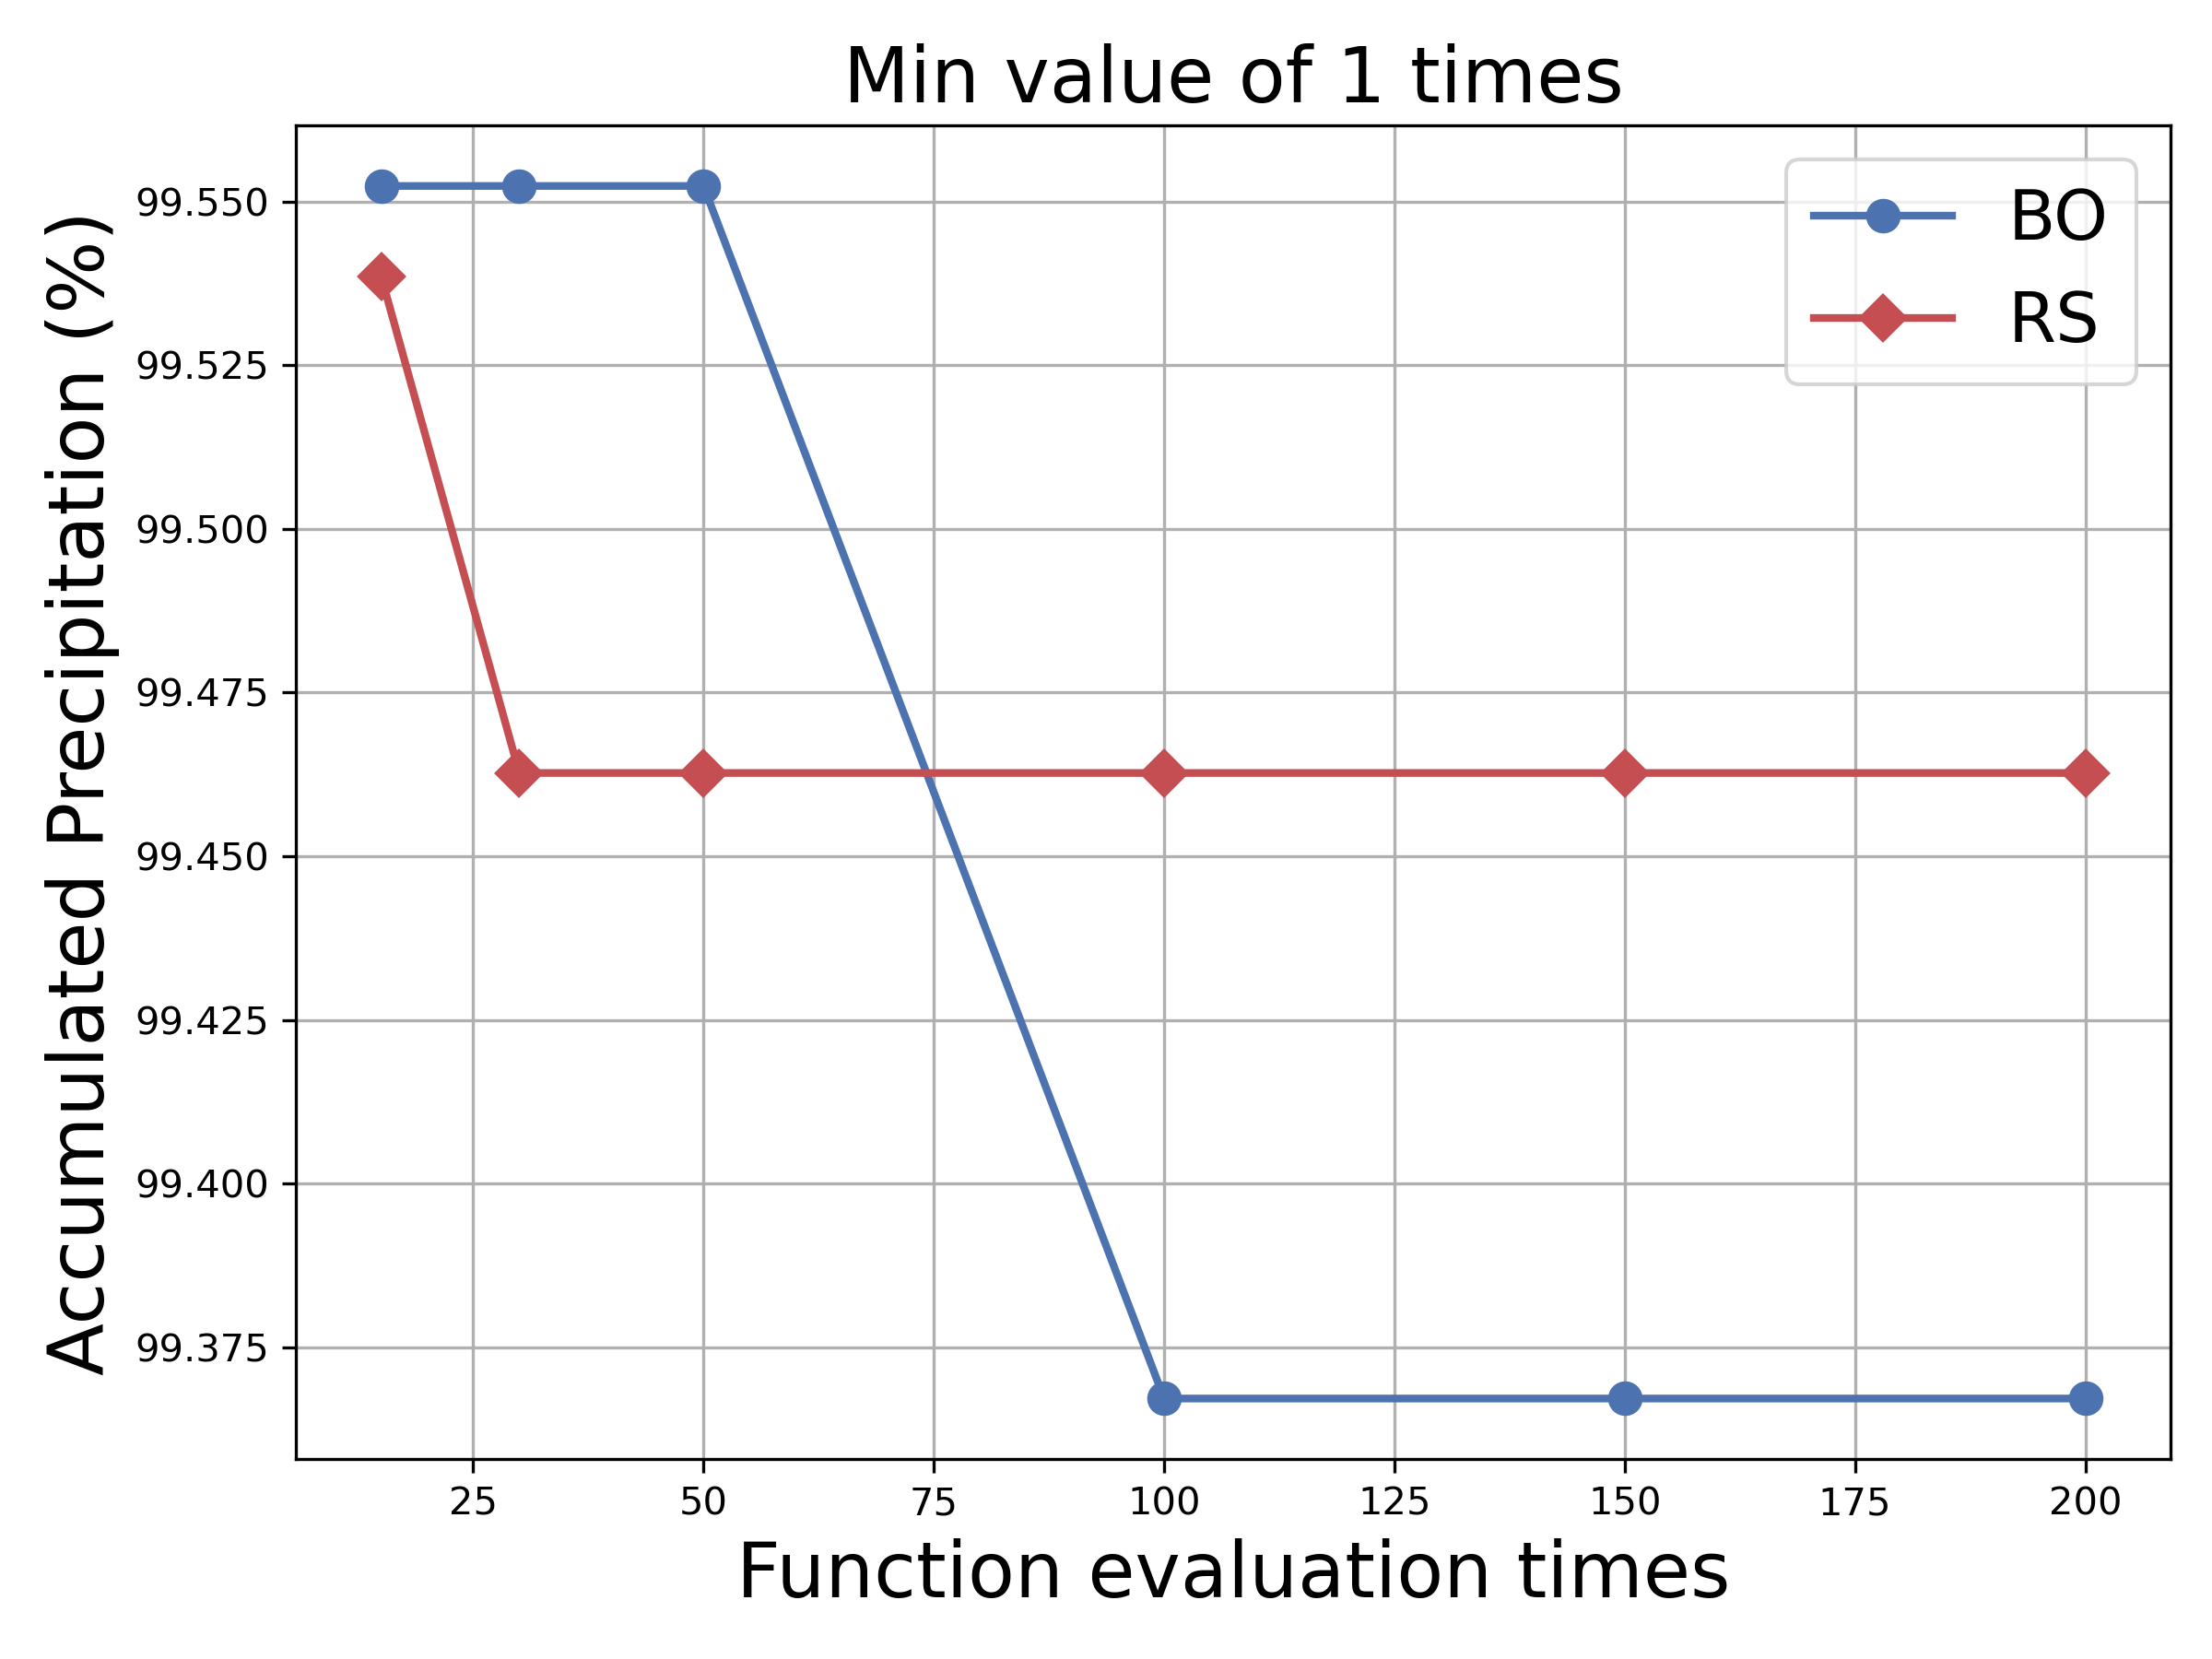 Min value of 1 times
BO
RS
Accumulated Precipitation (%)
99.550
99.525
99.500
99.475
99.450
99.425
99.400
99.375
25 50 75 100 125 150 175 200
Function evaluation times